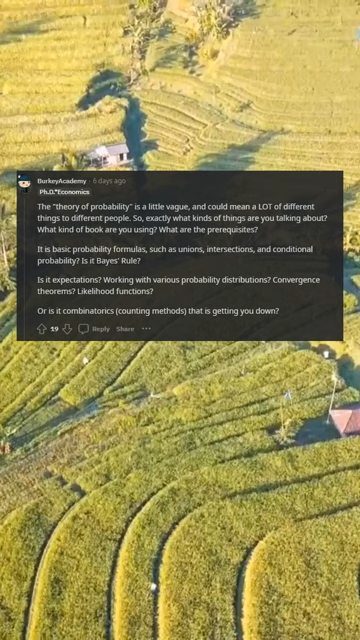 BurkeyAcademy · 6 days ago
Ph.D.*Economics
The "theory of probability" is a little vague, and could mean a LOT of different
things to different people. So, exactly what kinds of things are you talking about?
What kind of book are you using? What are the prerequisites?
It is basic probability formulas, such as unions, intersections, and conditional
probability? Is it Bayes' Rule?
Is it expectations? Working with various probability distributions? Convergence
theorems? Likelihood functions?
Or is it combinatorics (counting methods) that is getting you down?
19 Reply Share ···